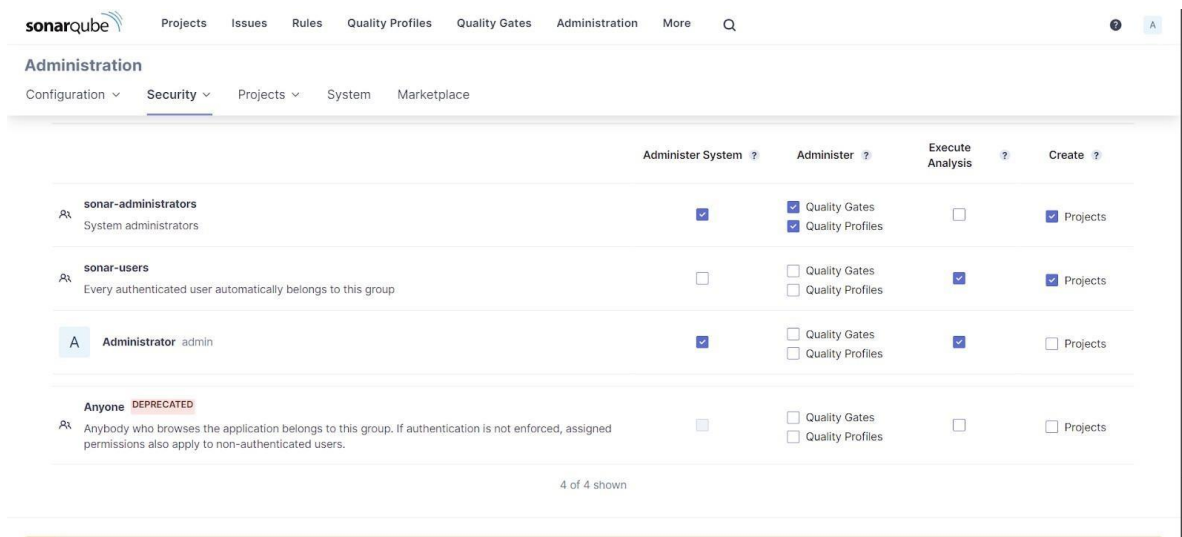 sonarqube Projects Issues Rules Quality Profiles Quality Gates Administration More ? A
Administration
Configuration Security Projects System Marketplace
Administer System ? Administer ? Execute Analysis ? Create ?
sonar-administrators
System administrators
Quality Gates
Quality Profiles
Projects
sonar-users
Every authenticated user automatically belongs to this group
Quality Gates
Quality Profiles
Projects
A Administrator admin
Quality Gates
Quality Profiles
Projects
Anyone DEPRECATED
Anybody who browses the application belongs to this group. If authentication is not enforced, assigned
permissions also apply to non-authenticated users.
Quality Gates
Quality Profiles
Projects
4 of 4 shown